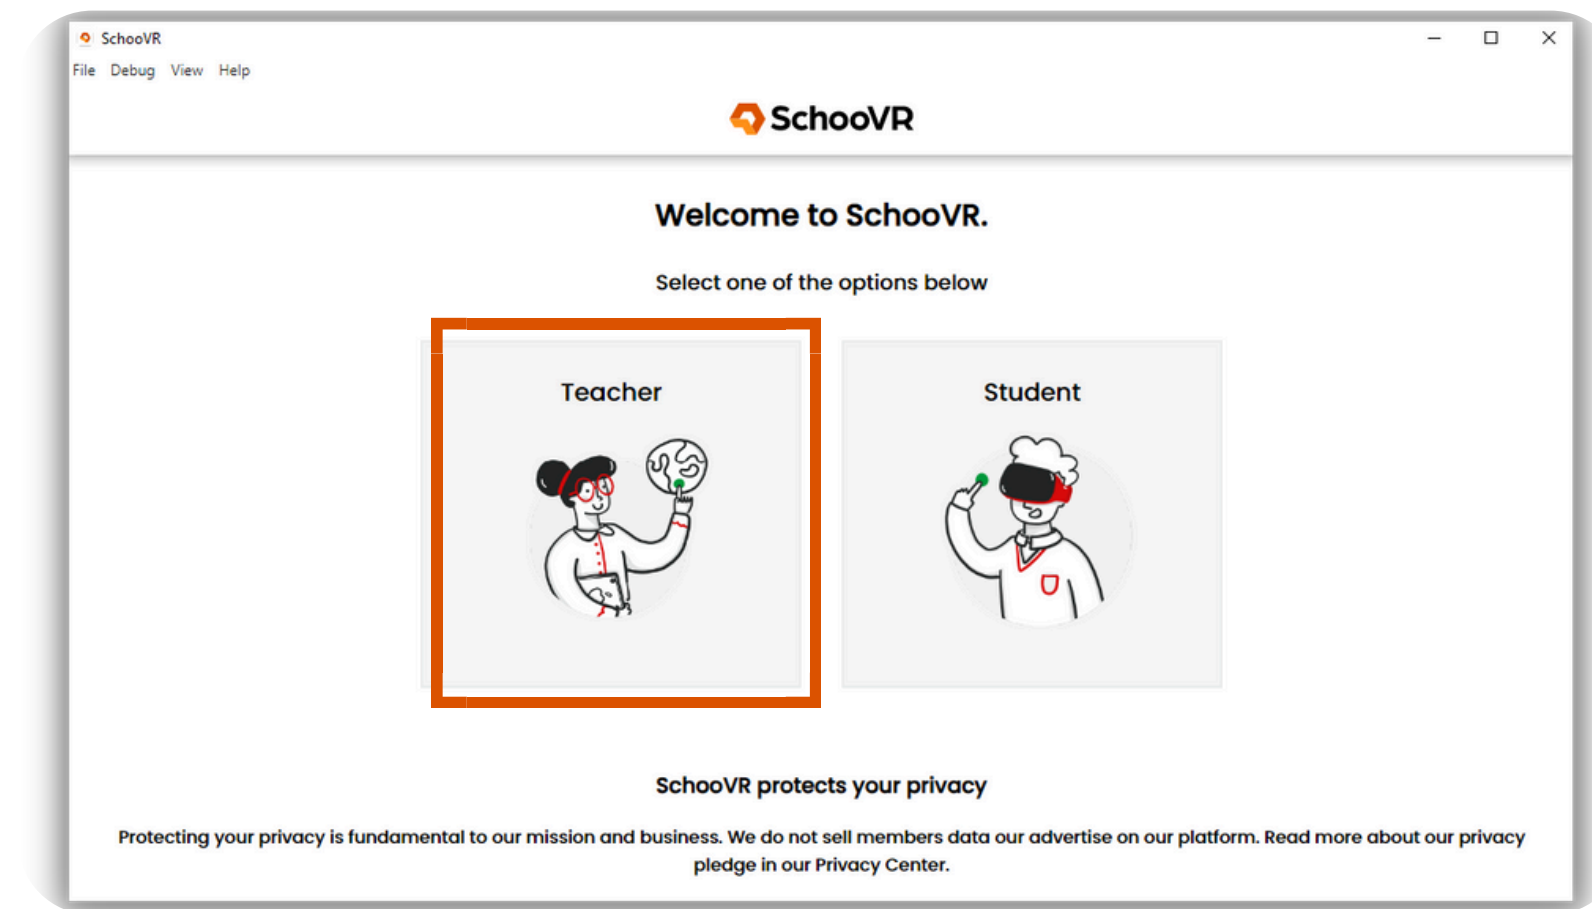 SchooVR
File Debug View Help
SchooVR
Welcome to SchooVR.
Select one of the options below
Teacher
Student
SchooVR protects your privacy
Protecting your privacy is fundamental to our mission and business. We do not sell members data our advertise on our platform. Read more about our privacy
pledge in our Privacy Center.